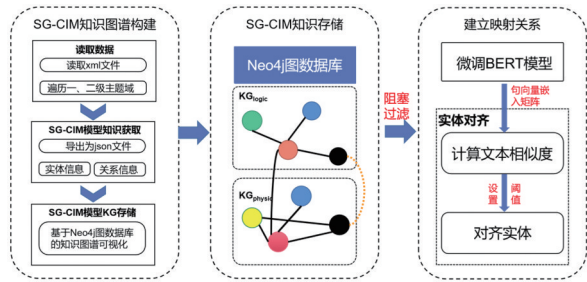 SG-CIM知识图谱构建
读取数据
读取xml文件
遍历一、二级主题域
SG-CIM模型知识获取
导出为json文件
实体信息
关系信息
SG-CIM模型KG存储
基于Neo4j图数据库
的知识图谱可视化
SG-CIM知识存储
Neo4j图数据库
KGlogic
KGphysic
阻塞
过滤
建立映射关系
微调BERT模型
句向量嵌
入矩阵
实体对齐
计算文本相似度
设置
阈值
对齐实体